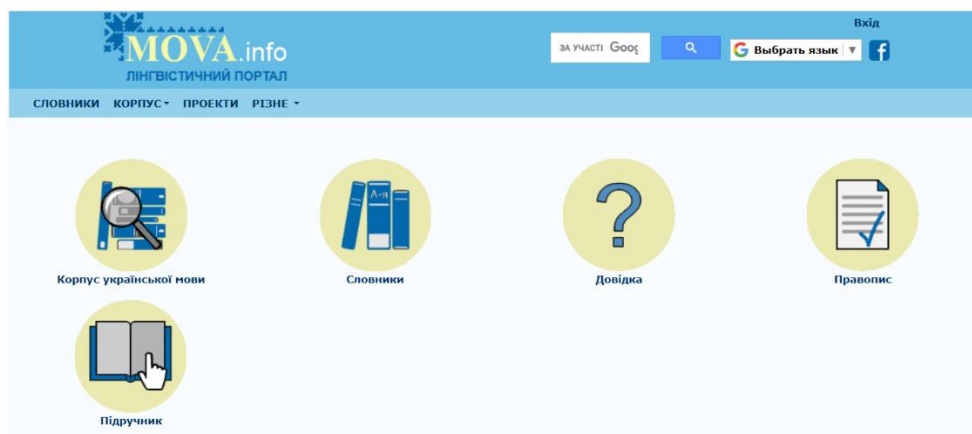 Вхід
MOVA.info
ЛІНГВІСТИЧНИЙ ПОРТАЛ
ЗА УЧАСТІ Goog
G Выбрать язык ▼ f
СЛОВНИКИ КОРПУС ПРОЕКТИ РІЗНЕ
А-Я
Корпус української мови Словники Довідка Правопис
Підручник